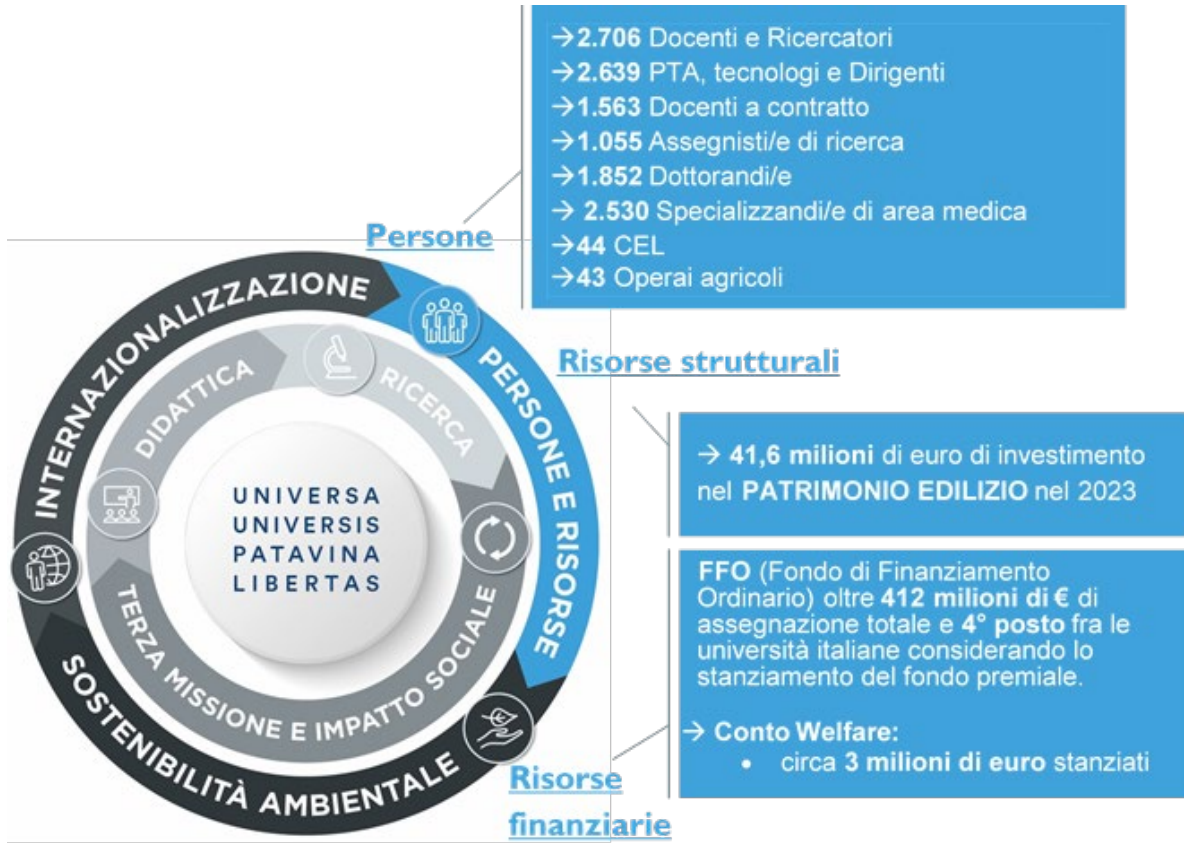 →2.706 Docenti e Ricercatori
→2.639 PTA, tecnologi e Dirigenti
→1.563 Docenti a contratto
→1.055 Assegnisti/e di ricerca
→1.852 Dottorandi/e
→ 2.530 Specializzandi/e di area medica
→44 CEL
→43 Operai agricoli
Persone
INTERNAZIONALIZZAZIONE
PERSONE E RISORSE
SOSTENIBILITÀ AMBIENTALE
DIDATTICA
RICERCA
TERZA MISSIONE E IMPATTO SOCIALE
UNIVERSA
UNIVERSIS
PATAVINA
LIBERTAS
Risorse strutturali
→ 41,6 milioni di euro di investimento
nel PATRIMONIO EDILIZIO nel 2023
FFO (Fondo di Finanziamento
Ordinario) oltre 412 milioni di € di
assegnazione totale e 4° posto fra le
università italiane considerando lo
stanziamento del fondo premiale.
→ Conto Welfare:
• circa 3 milioni di euro stanziati
Risorse
finanziarie